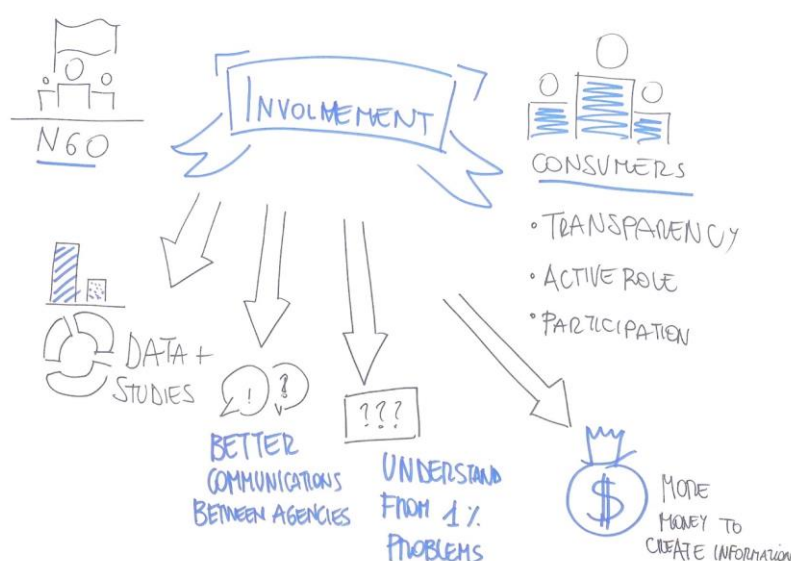 INVOLMEMENT
NGO
CONSUMERS
• TRANSPARENCY
• ACTIVE ROLE
• PARTICIPATION
DATA +
STUDIES
! ?
BETTER
COMMUNICATIONS
BETWEEN AGENCIES
???
UNDERSTAND
FROM 1%
PROBLEMS
$
MORE
MONEY TO
CREATE INFORMATION